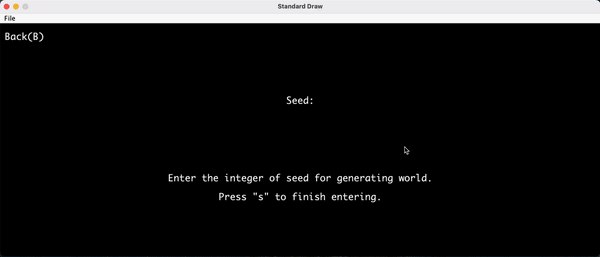 Standard Draw
File
Back(B)
Seed:
Enter the integer of seed for generating world.
Press "s" to finish entering.